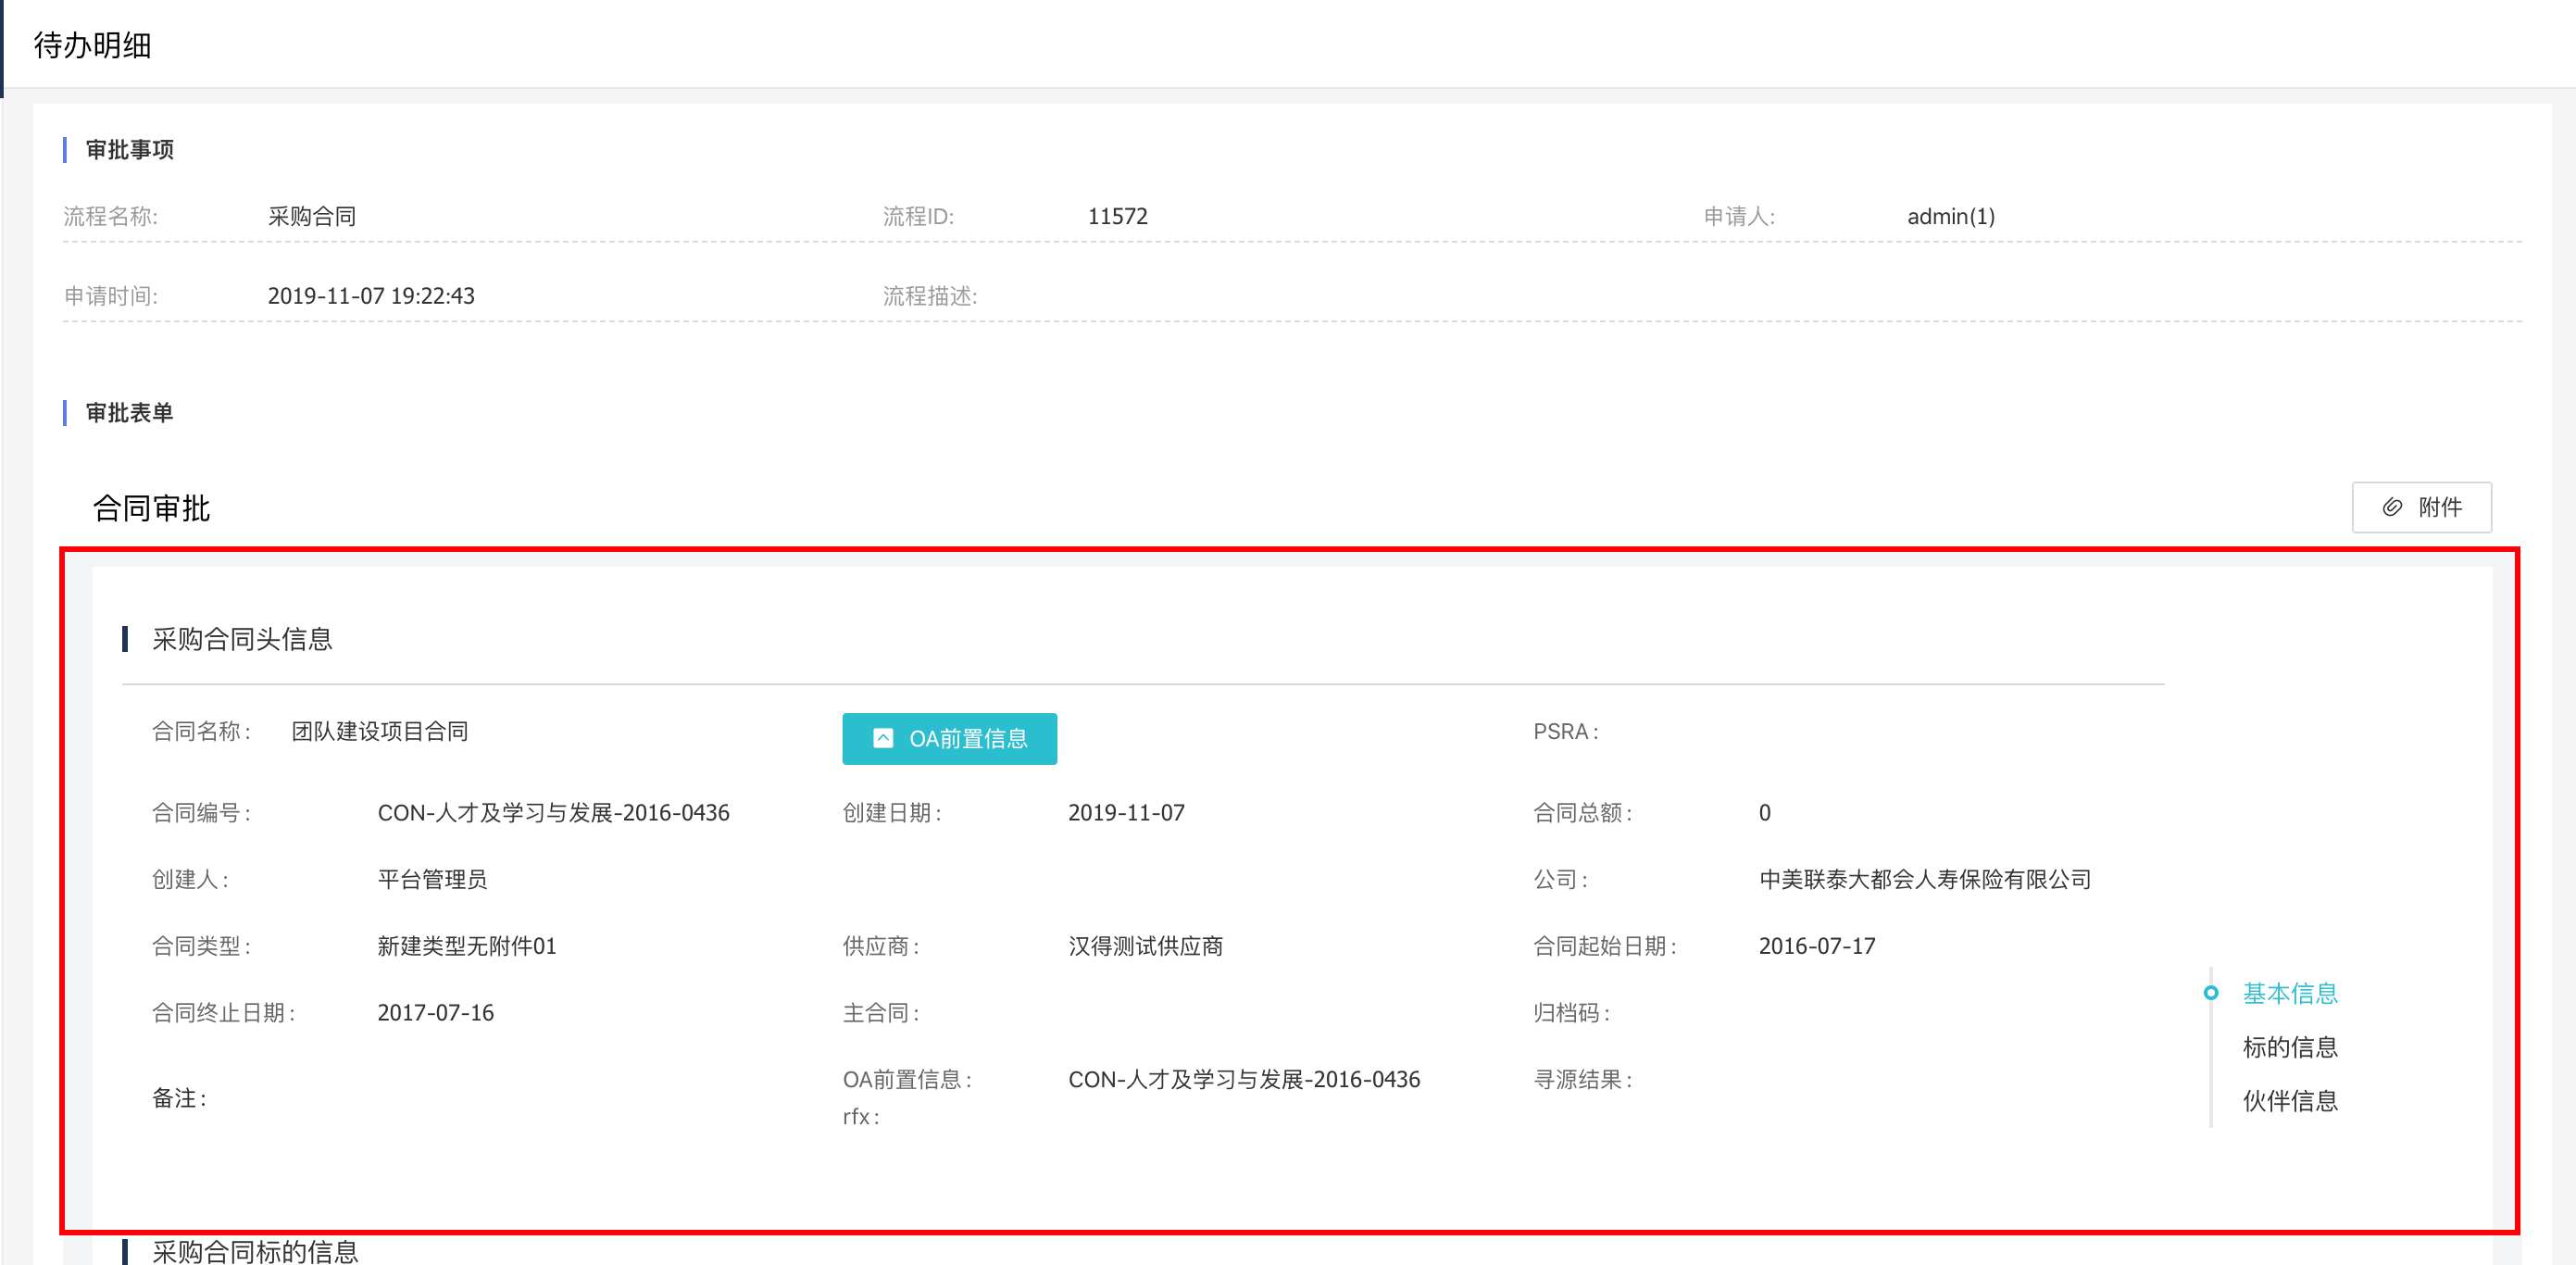 待办明细
审批事项
流程名称: 采购合同 流程ID: 11572 申请人: admin(1)
申请时间: 2019-11-07 19:22:43 流程描述:
审批表单
合同审批 附件
采购合同头信息
合同名称: 团队建设项目合同 OA前置信息 PSRA:
合同编号: CON-人才及学习与发展-2016-0436 创建日期: 2019-11-07 合同总额: 0
创建人: 平台管理员 公司: 中美联泰大都会人寿保险有限公司
合同类型: 新建类型无附件01 供应商: 汉得测试供应商 合同起始日期: 2016-07-17
基本信息
合同终止日期: 2017-07-16 主合同: 归档码:
标的信息
OA前置信息: CON-人才及学习与发展-2016-0436 寻源结果:
备注: 伙伴信息
rfx:
采购合同标的信息